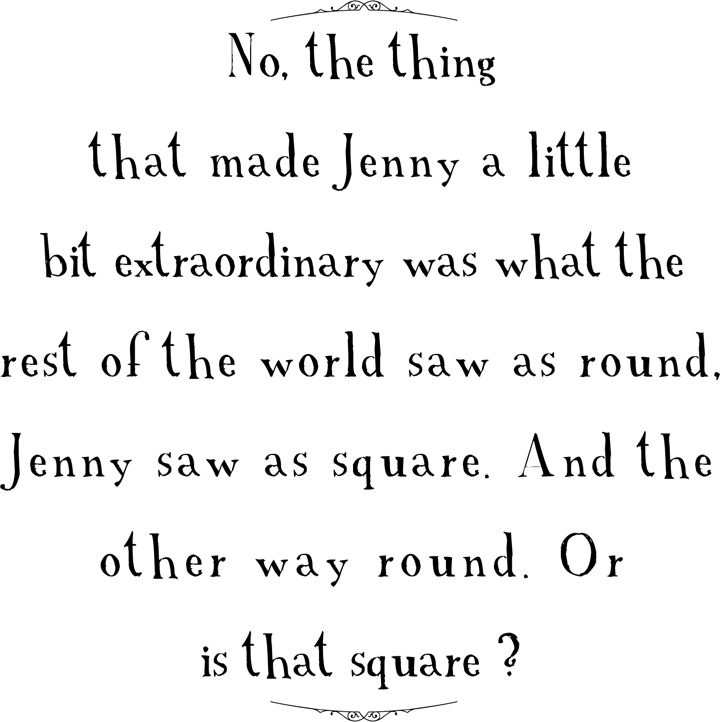 No, the thing
that made Jenny a little
bit extraordinary was what the
rest of the world saw as round,
Jenny saw as square. And the
other way round. Or
is that square ?